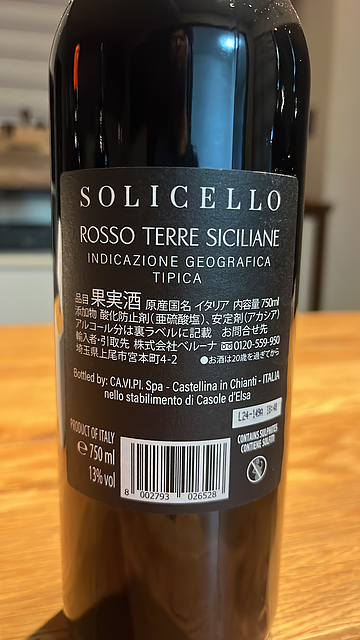 SOLICELLO
ROSSO TERRE SICILIANE
INDICAZIONE GEOGRAFICA
TIPICA
品目 果実酒 原産国名 イタリア 内容量 750ml
添加物 酸化防止剤(亜硫酸塩)、安定剤(アカシア)
アルコール分は裏ラベルに記載 お問合せ先
輸入者・引取先 株式会社ベルーナ 0120-559-950
埼玉県上尾市宮本町4-2 ●お酒は20歳を過ぎてから
Bottled by: CA.VI.PI. Spa - Castellina in Chianti - ITALIA
nello stabilimento di Casole d'Elsa
L24-149A 18:41
PRODUCT OF ITALY
℮ 750 ml
13% vol
CONTAINS SULPHITES
CONTIENE SOLFITI
8 002793 026528